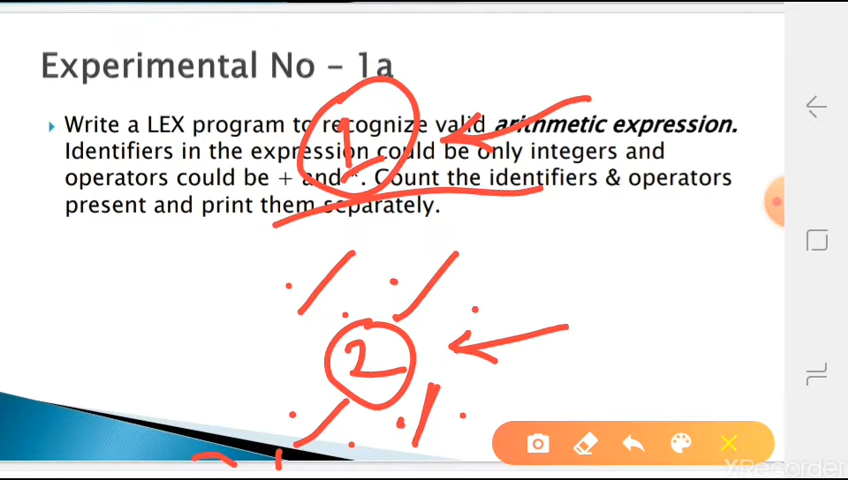 Experimental No – 1a
Write a LEX program to recognize valid arithmetic expression.
Identifiers in the expression could be only integers and
operators could be + and *. Count the identifiers & operators
present and print them separately.
1
2
XRecorder